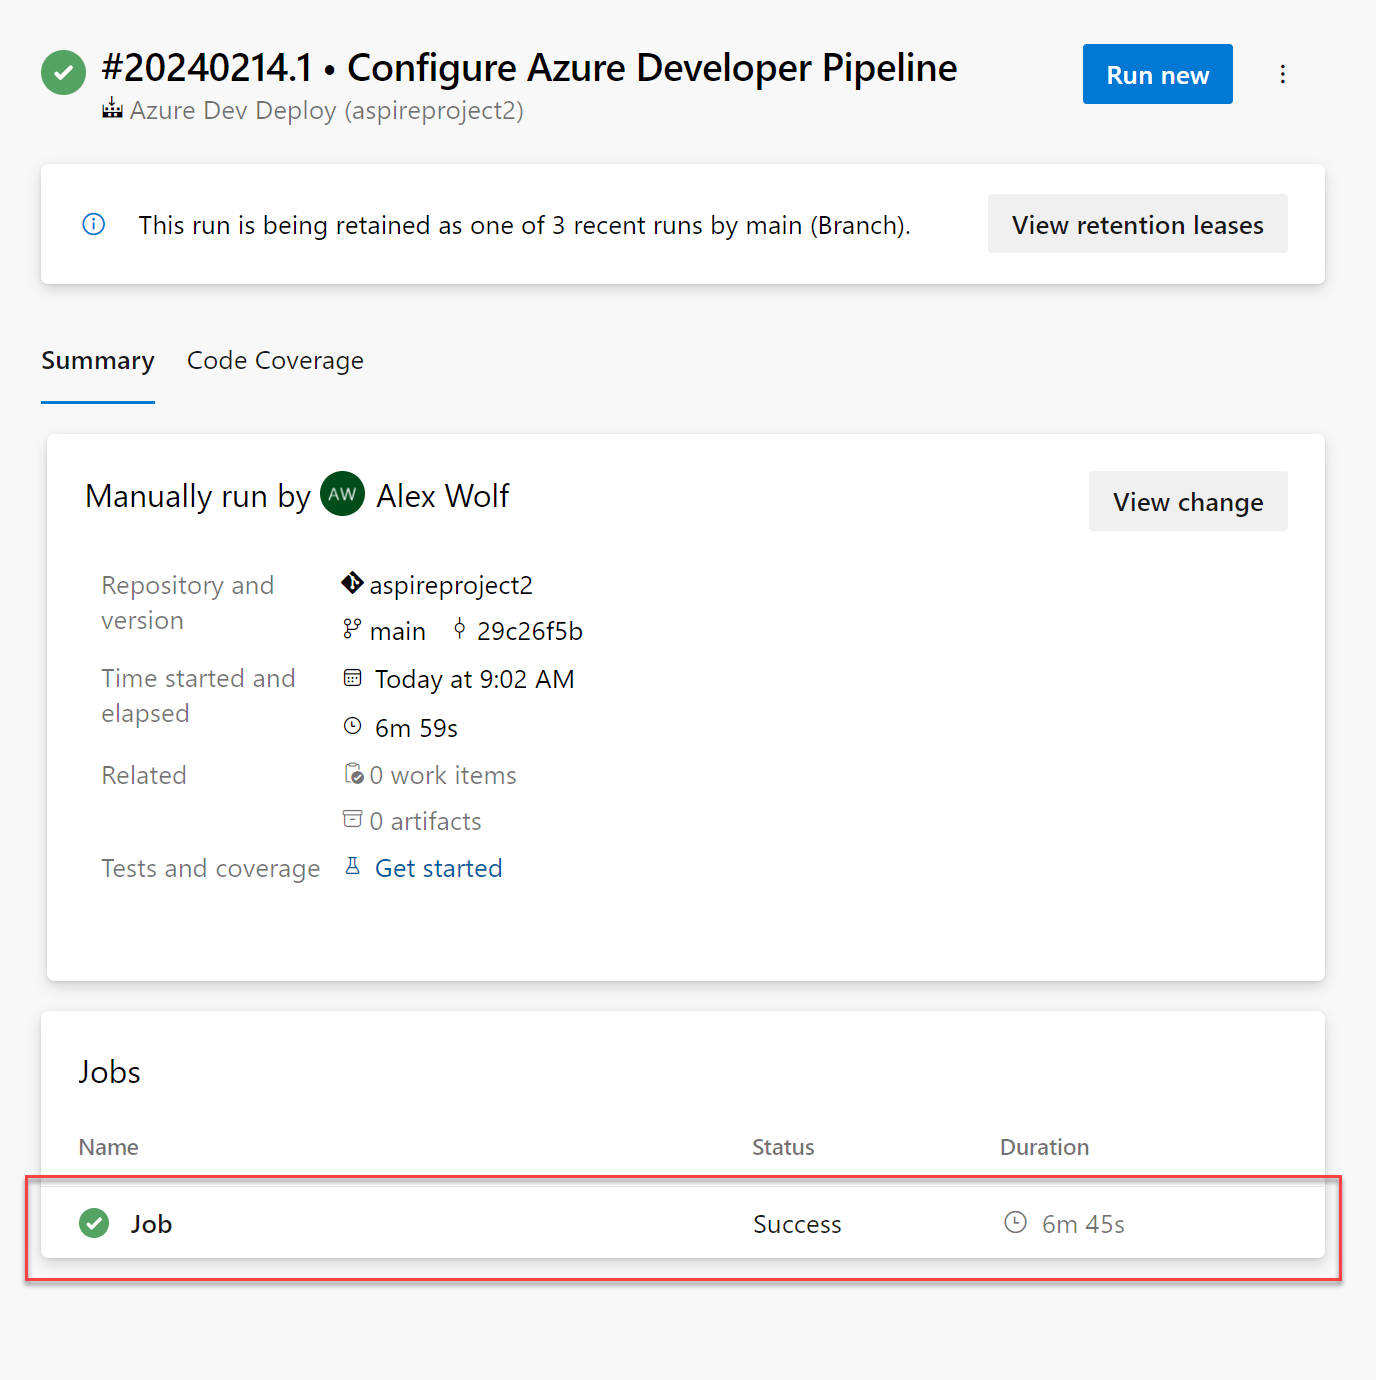 #20240214.1 • Configure Azure Developer Pipeline
Run new
Azure Dev Deploy (aspireproject2)
This run is being retained as one of 3 recent runs by main (Branch).
View retention leases
Summary
Code Coverage
Manually run by AW Alex Wolf
View change
Repository and version
aspireproject2
main 29c26f5b
Time started and elapsed
Today at 9:02 AM
6m 59s
Related
0 work items
0 artifacts
Tests and coverage
Get started
Jobs
Name Status Duration
Job Success 6m 45s